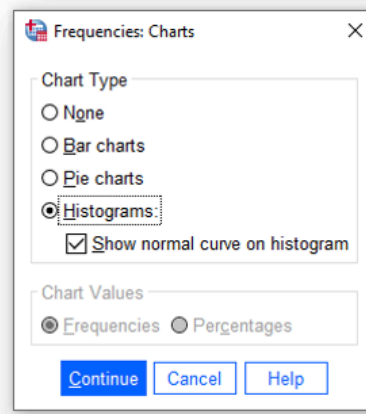 Frequencies: Charts
Chart Type
None
Bar charts
Pie charts
Histograms:
Show normal curve on histogram
Chart Values
Frequencies Percentages
Continue Cancel Help